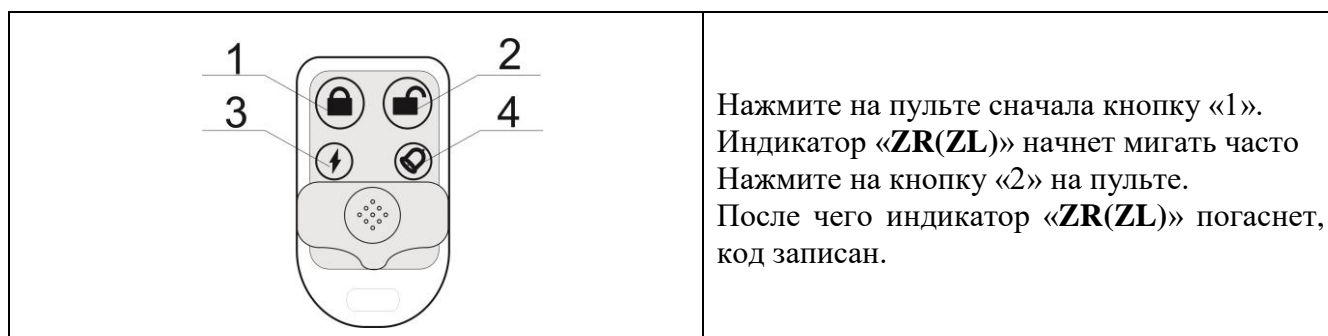 1
2
3
4
Нажмите на пульте сначала кнопку «1».
Индикатор «ZR(ZL)» начнет мигать часто
Нажмите на кнопку «2» на пульте.
После чего индикатор «ZR(ZL)» погаснет,
код записан.